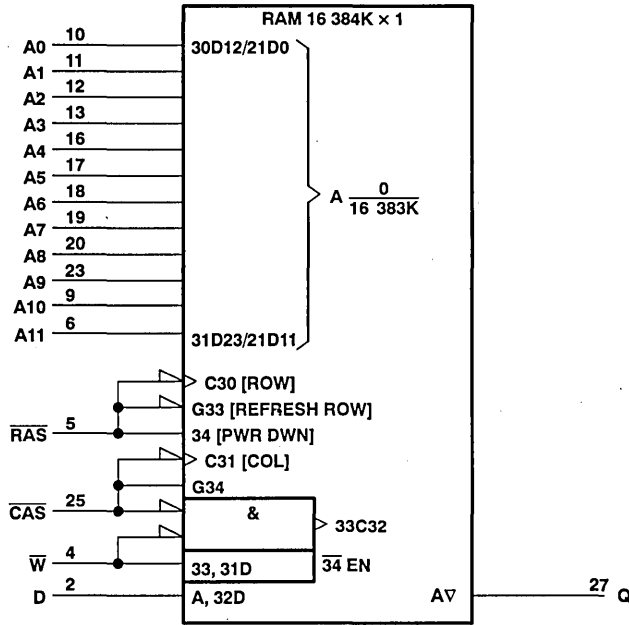 RAM 16 384K × 1
A0 10 30D12/21D0
A1 11
A2 12
A3 13
A4 16
A5 17
A6 18
A7 19
A8 20
A9 23
A10 9
A11 6 31D23/21D11
A 0
16 383K
C30 [ROW]
G33 [REFRESH ROW]
RAS 5 34 [PWR DWN]
C31 [COL]
G34
CAS 25 & 33C32
W 4 33, 31D 34 EN
D 2 A, 32D A∇ 27 Q